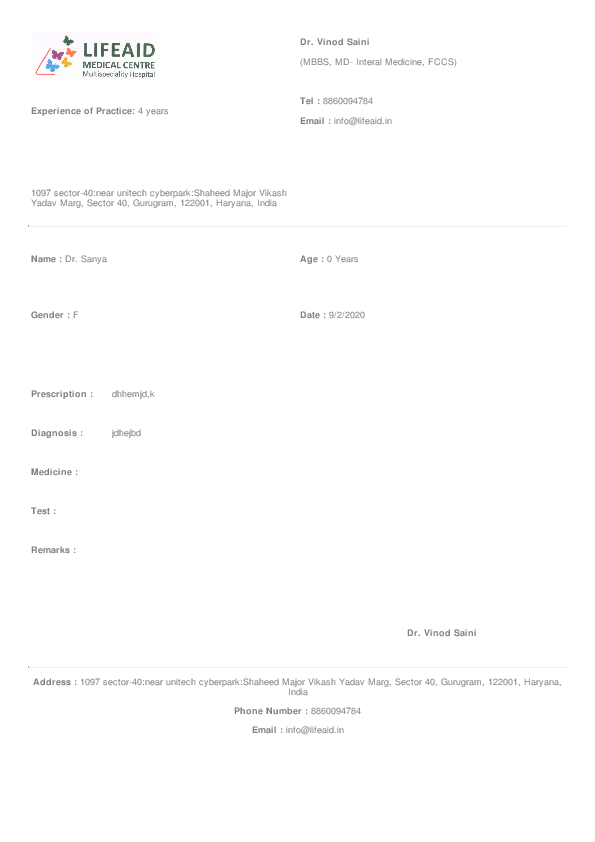 LIFEAID
MEDICAL CENTRE
Multispeciality Hospital
Dr. Vinod Saini
(MBBS, MD- Interal Medicine, FCCS)
Tel : 8860094784
Experience of Practice: 4 years
Email : info@lifeaid.in
1097 sector-40:near unitech cyberpark:Shaheed Major Vikash
Yadav Marg, Sector 40, Gurugram, 122001, Haryana, India
Name : Dr. Sanya
Age : 0 Years
Gender : F
Date : 9/2/2020
Prescription : dhhemjd,k
Diagnosis : jdhejbd
Medicine :
Test :
Remarks :
Dr. Vinod Saini
Address : 1097 sector-40:near unitech cyberpark:Shaheed Major Vikash Yadav Marg, Sector 40, Gurugram, 122001, Haryana,
India
Phone Number : 8860094784
Email : info@lifeaid.in